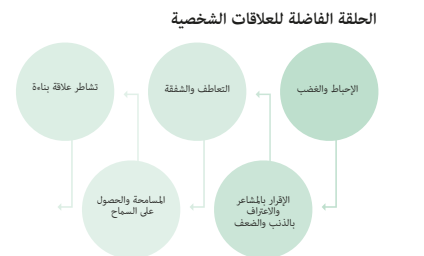 الحلقة الفاضلة للعلاقات الشخصية
الإحباط والغضب
الإقرار بالمشاعر
والاعتراف
بالذنب والضعف
التعاطف والشفقة
المسامحة والحصول
على السماح
تشاطر علاقة بناءة